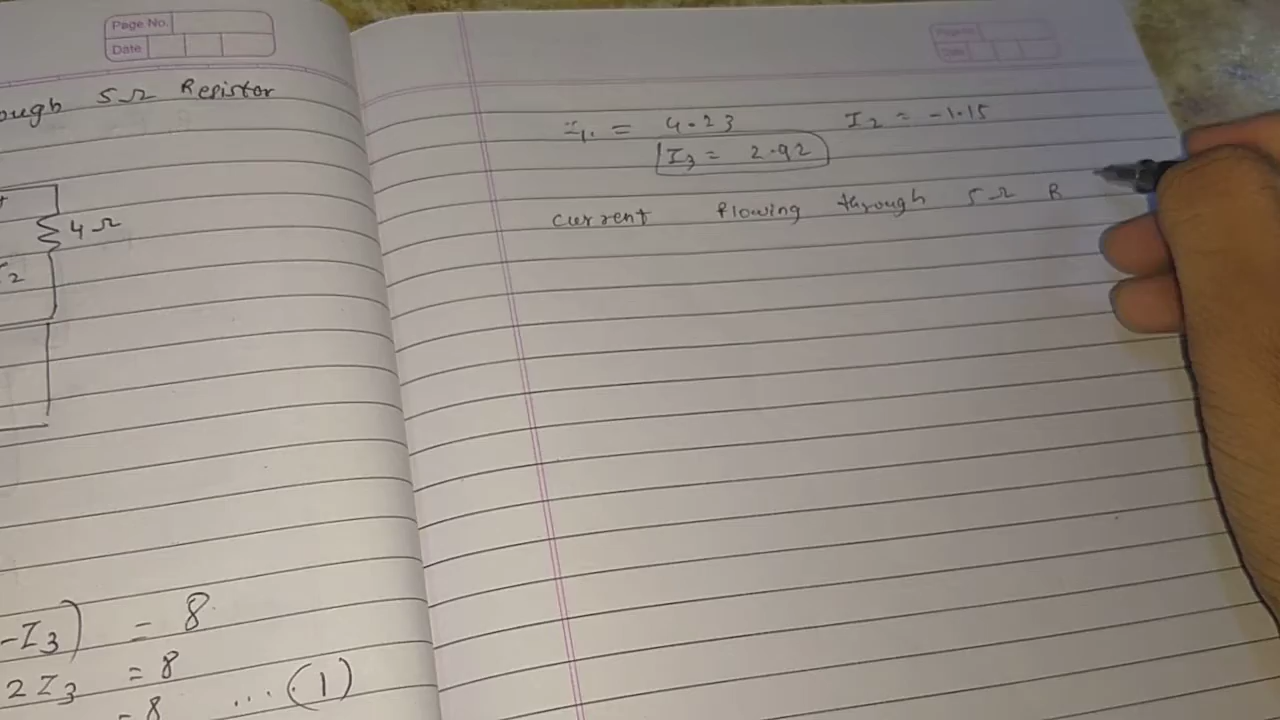 Page No.
Date
ough 5Ω Resistor
4Ω
-I3) = 8
2I3 = 8
= 8 ...(1)
I1. = 4.23 I2 = -1.15
I3 = 2.92
current flowing through 5Ω R